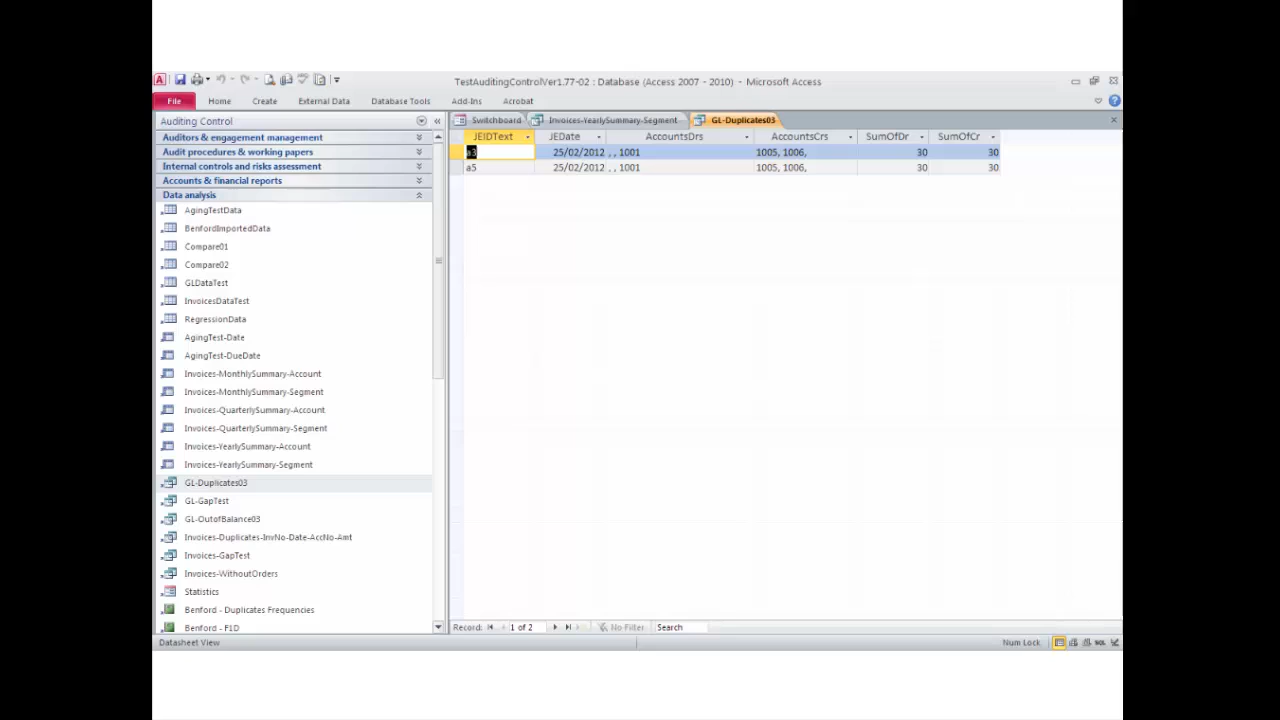 TestAuditingControlVer1.77-02 : Database (Access 2007 - 2010) - Microsoft Access
File Home Create External Data Database Tools Add-Ins Acrobat
Auditing Control
Auditors & engagement management
Audit procedures & working papers
Internal controls and risks assessment
Accounts & financial reports
Data analysis
AgingTestData
BenfordImportedData
Compare01
Compare02
GLDataTest
InvoicesDataTest
RegressionData
AgingTest-Date
AgingTest-DueDate
Invoices-MonthlySummary-Account
Invoices-MonthlySummary-Segment
Invoices-QuarterlySummary-Account
Invoices-QuarterlySummary-Segment
Invoices-YearlySummary-Account
Invoices-YearlySummary-Segment
GL-Duplicates03
GL-GapTest
GL-OutofBalance03
Invoices-Duplicates-InvNo-Date-AccNo-Amt
Invoices-GapTest
Invoices-WithoutOrders
Statistics
Benford - Duplicates Frequencies
Benford - F1D
Switchboard Invoices-YearlySummary-Segment GL-Duplicates03
JEIDText JEDate AccountsDrs AccountsCrs SumOfDr SumOfCr
a3 25/02/2012 , , 1001 1005, 1006, 30 30
a5 25/02/2012 , , 1001 1005, 1006, 30 30
Record: 1 of 2 No Filter Search
Datasheet View Num Lock SQL